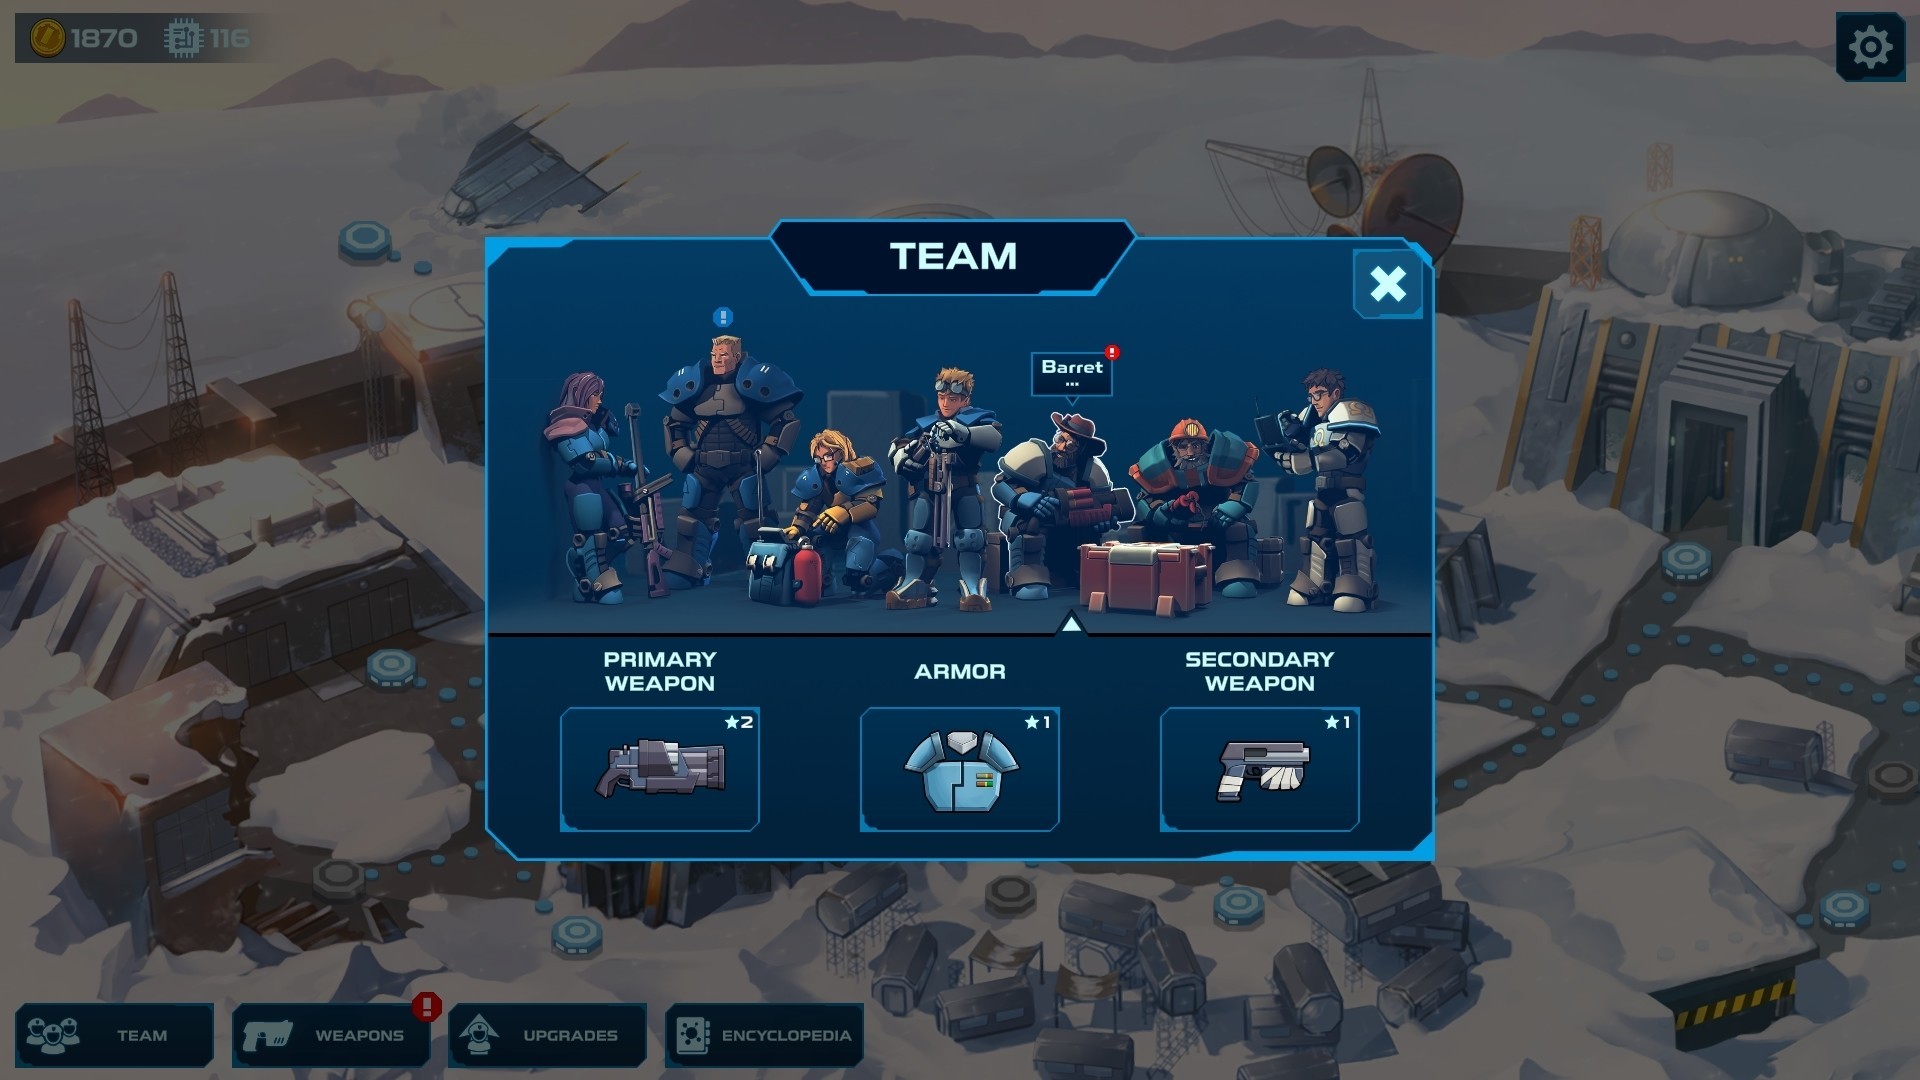 1870 116
TEAM
Barret
...
PRIMARY
WEAPON
2
ARMOR
1
SECONDARY
WEAPON
1
TEAM
WEAPONS
UPGRADES
ENCYCLOPEDIA